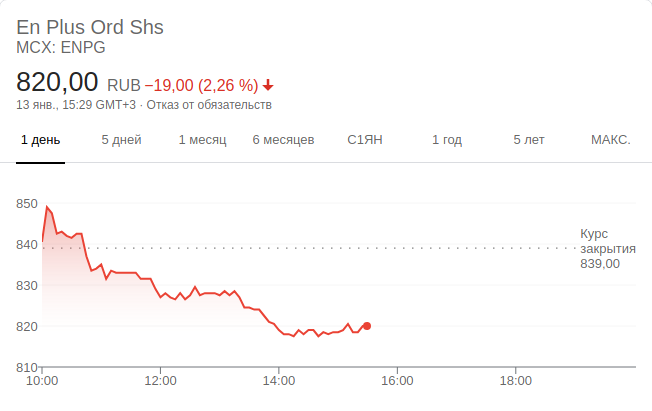 En Plus Ord Shs
MCX: ENPG
820,00 RUB −19,00 (2,26 %)
13 янв., 15:29 GMT+3 · Отказ от обязательств
1 день 5 дней 1 месяц 6 месяцев С1ЯН 1 год 5 лет МАКС.
850
840
830
820
810
Курс
закрытия
839,00
10:00 12:00 14:00 16:00 18:00